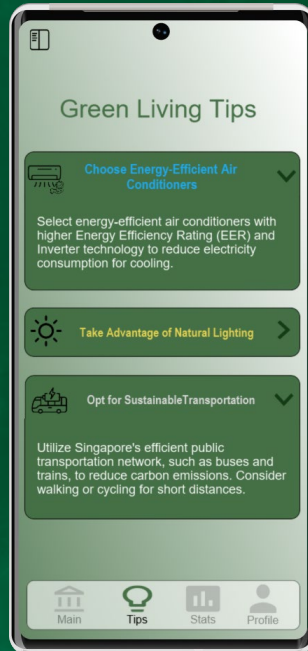 Green Living Tips
Choose Energy-Efficient Air
Conditioners
Select energy-efficient air conditioners with
higher Energy Efficiency Rating (EER) and
Inverter technology to reduce electricity
consumption for cooling.
Take Advantage of Natural Lighting
Opt for SustainableTransportation
Utilize Singapore's efficient public
transportation network, such as buses and
trains, to reduce carbon emissions. Consider
walking or cycling for short distances.
Main Tips Stats Profile